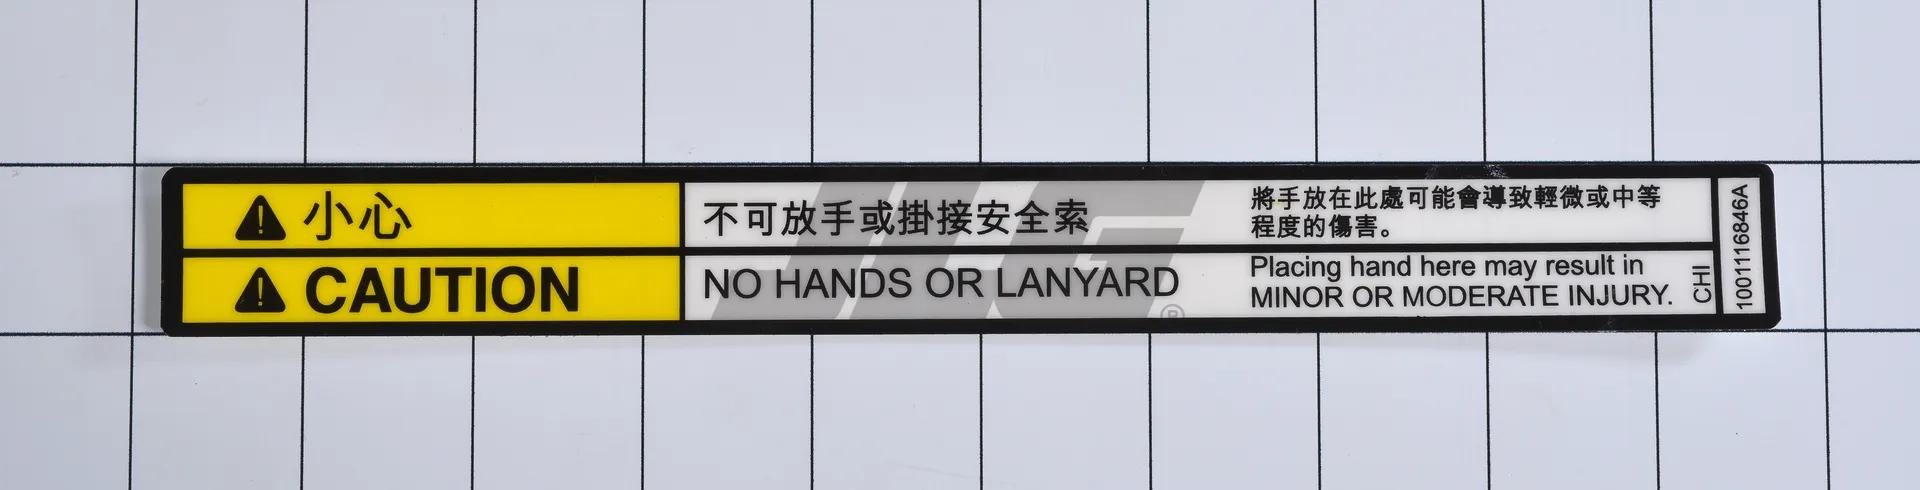 小心
不可放手或掛接安全索
將手放在此處可能會導致輕微或中等
程度的傷害。
CAUTION
NO HANDS OR LANYARD
Placing hand here may result in
MINOR OR MODERATE INJURY.
CHI
1001116846A
JLG
®